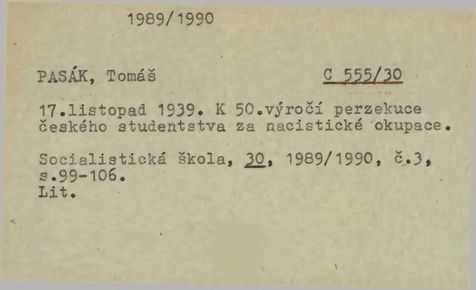 1989/1990
PASÁK, Tomáš C 555/30
17.listopad 1939. K 50.výročí perzekuce
českého studentstva za nacistické okupace.
Socialistická škola, 30, 1989/1990, č.3,
s.99-106.
Lit.